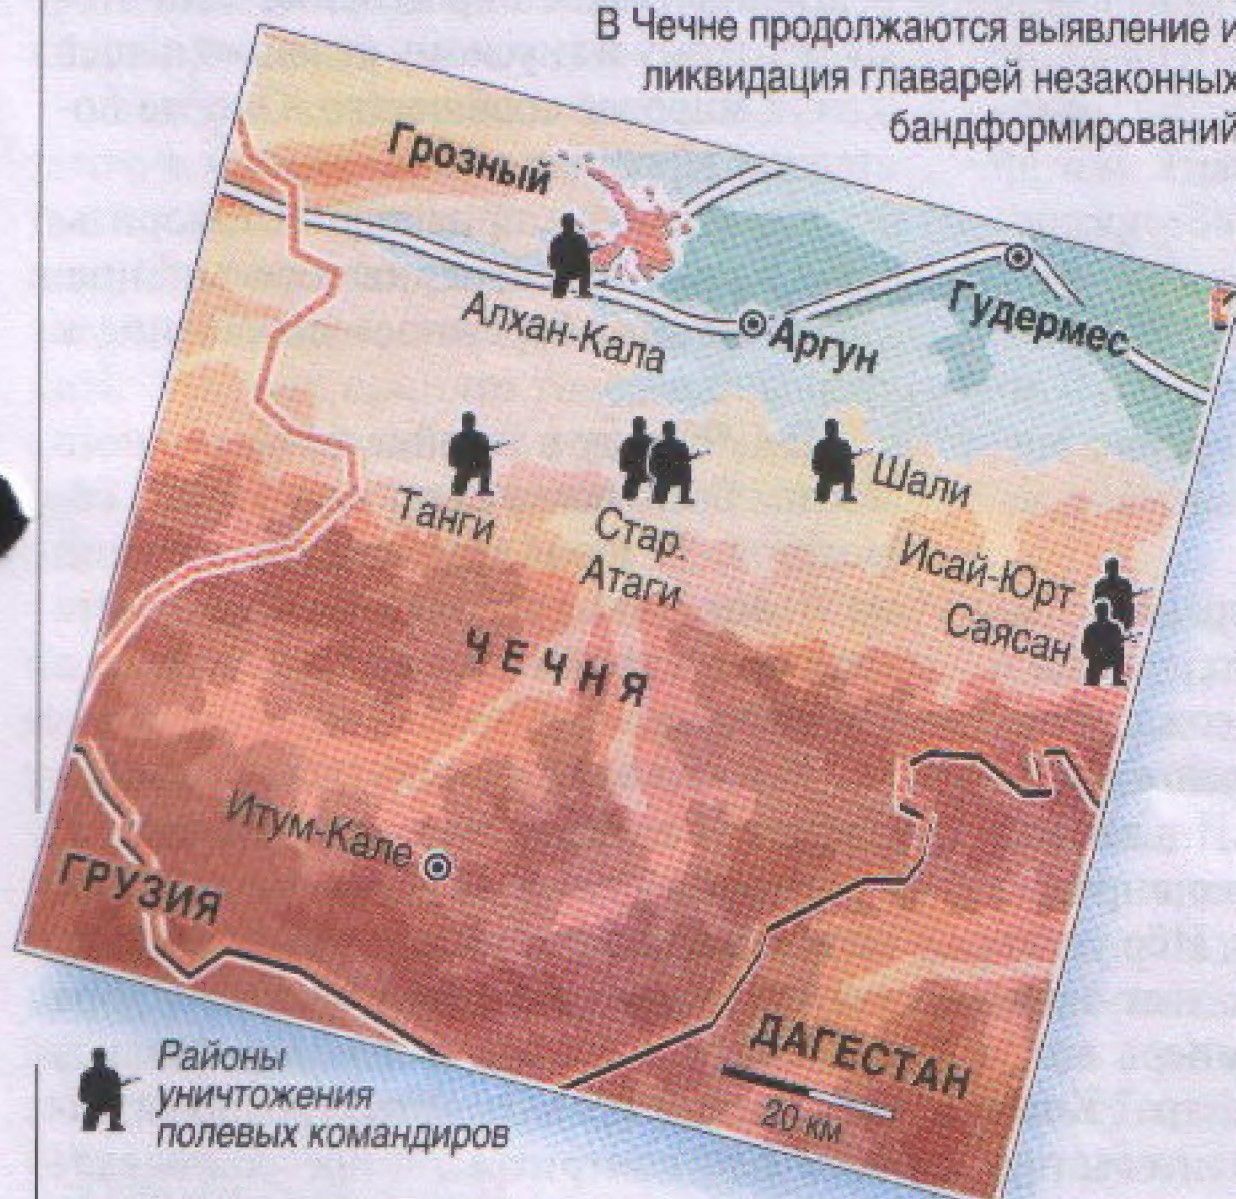 В Чечне продолжаются выявление и
ликвидация главарей незаконных
бандформирований
Грозный
Алхан-Кала
Аргун
Гудермес
Танги
Стар.
Атаги
Шали
Исай-Юрт
Саясан
ЧЕЧНЯ
Итум-Кале
ГРУЗИЯ
ДАГЕСТАН
20 км
Районы
уничтожения
полевых командиров